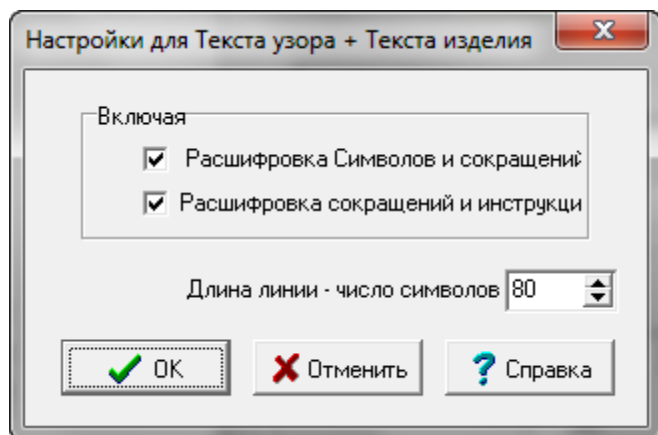 Настройки для Текста узора + Текста изделия
Включая
Расшифровка Символов и сокращений
Расшифровка сокращений и инструкци
Длина линии - число символов 80
OK Отменить Справка